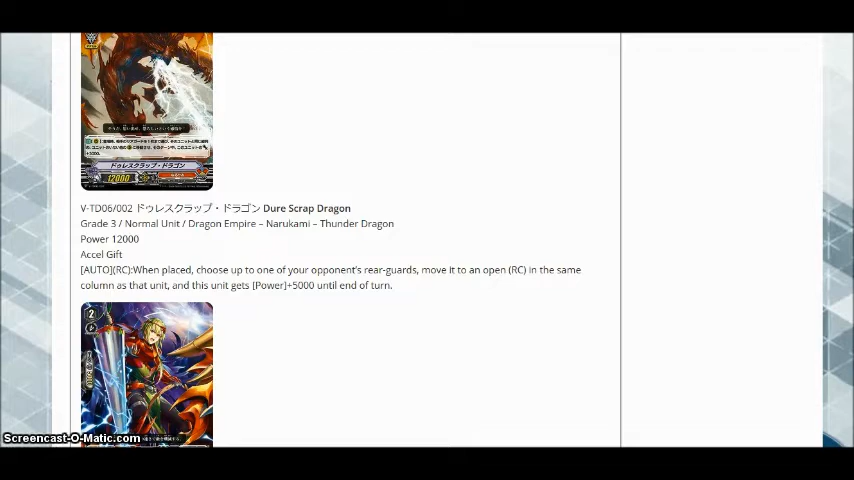 ドゥレスクラップ・ドラゴン
12000
V-TD06/002 ドゥレスクラップ・ドラゴン Dure Scrap Dragon
Grade 3 / Normal Unit / Dragon Empire – Narukami – Thunder Dragon
Power 12000
Accel Gift
[AUTO](RC):When placed, choose up to one of your opponent's rear-guards, move it to an open (RC) in the same
column as that unit, and this unit gets [Power]+5000 until end of turn.
2
Screencast-O-Matic.com